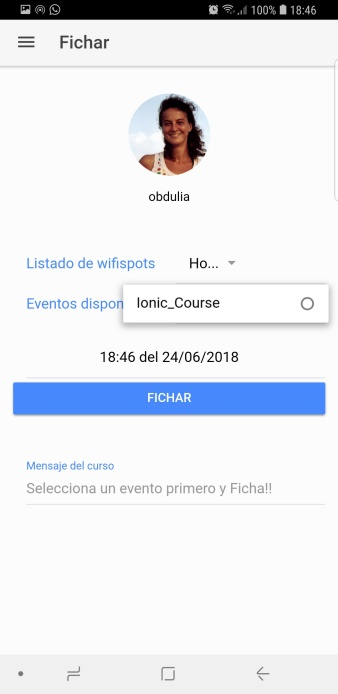 100% 18:46
Fichar
obdulia
Listado de wifispots Ho...
Eventos dispon
Ionic_Course
18:46 del 24/06/2018
FICHAR
Mensaje del curso
Selecciona un evento primero y Ficha!!